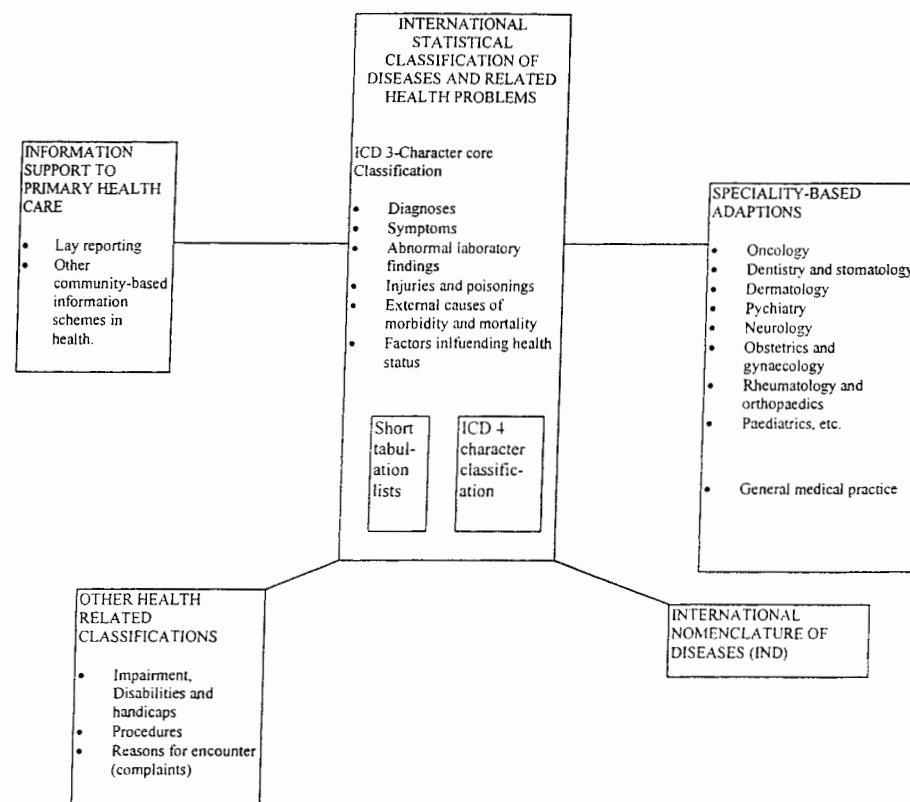 INTERNATIONAL
STATISTICAL
CLASSIFICATION OF
DISEASES AND RELATED
HEALTH PROBLEMS
ICD 3-Character core
Classification
• Diagnoses
• Symptoms
• Abnormal laboratory
findings
• Injuries and poisonings
• External causes of
morbidity and mortality
• Factors inlfuending health
status
Short
tabul-
ation
lists
ICD 4
character
classific-
ation
INFORMATION
SUPPORT TO
PRIMARY HEALTH
CARE
• Lay reporting
• Other
community-based
information
schemes in
health.
SPECIALITY-BASED
ADAPTIONS
• Oncology
• Dentistry and stomatology
• Dermatology
• Pychiatry
• Neurology
• Obstetrics and
gynaecology
• Rheumatology and
orthopaedics
• Paediatrics, etc.
• General medical practice
OTHER HEALTH
RELATED
CLASSIFICATIONS
• Impairment,
Disabilities and
handicaps
• Procedures
• Reasons for encounter
(complaints)
INTERNATIONAL
NOMENCLATURE OF
DISEASES (IND)